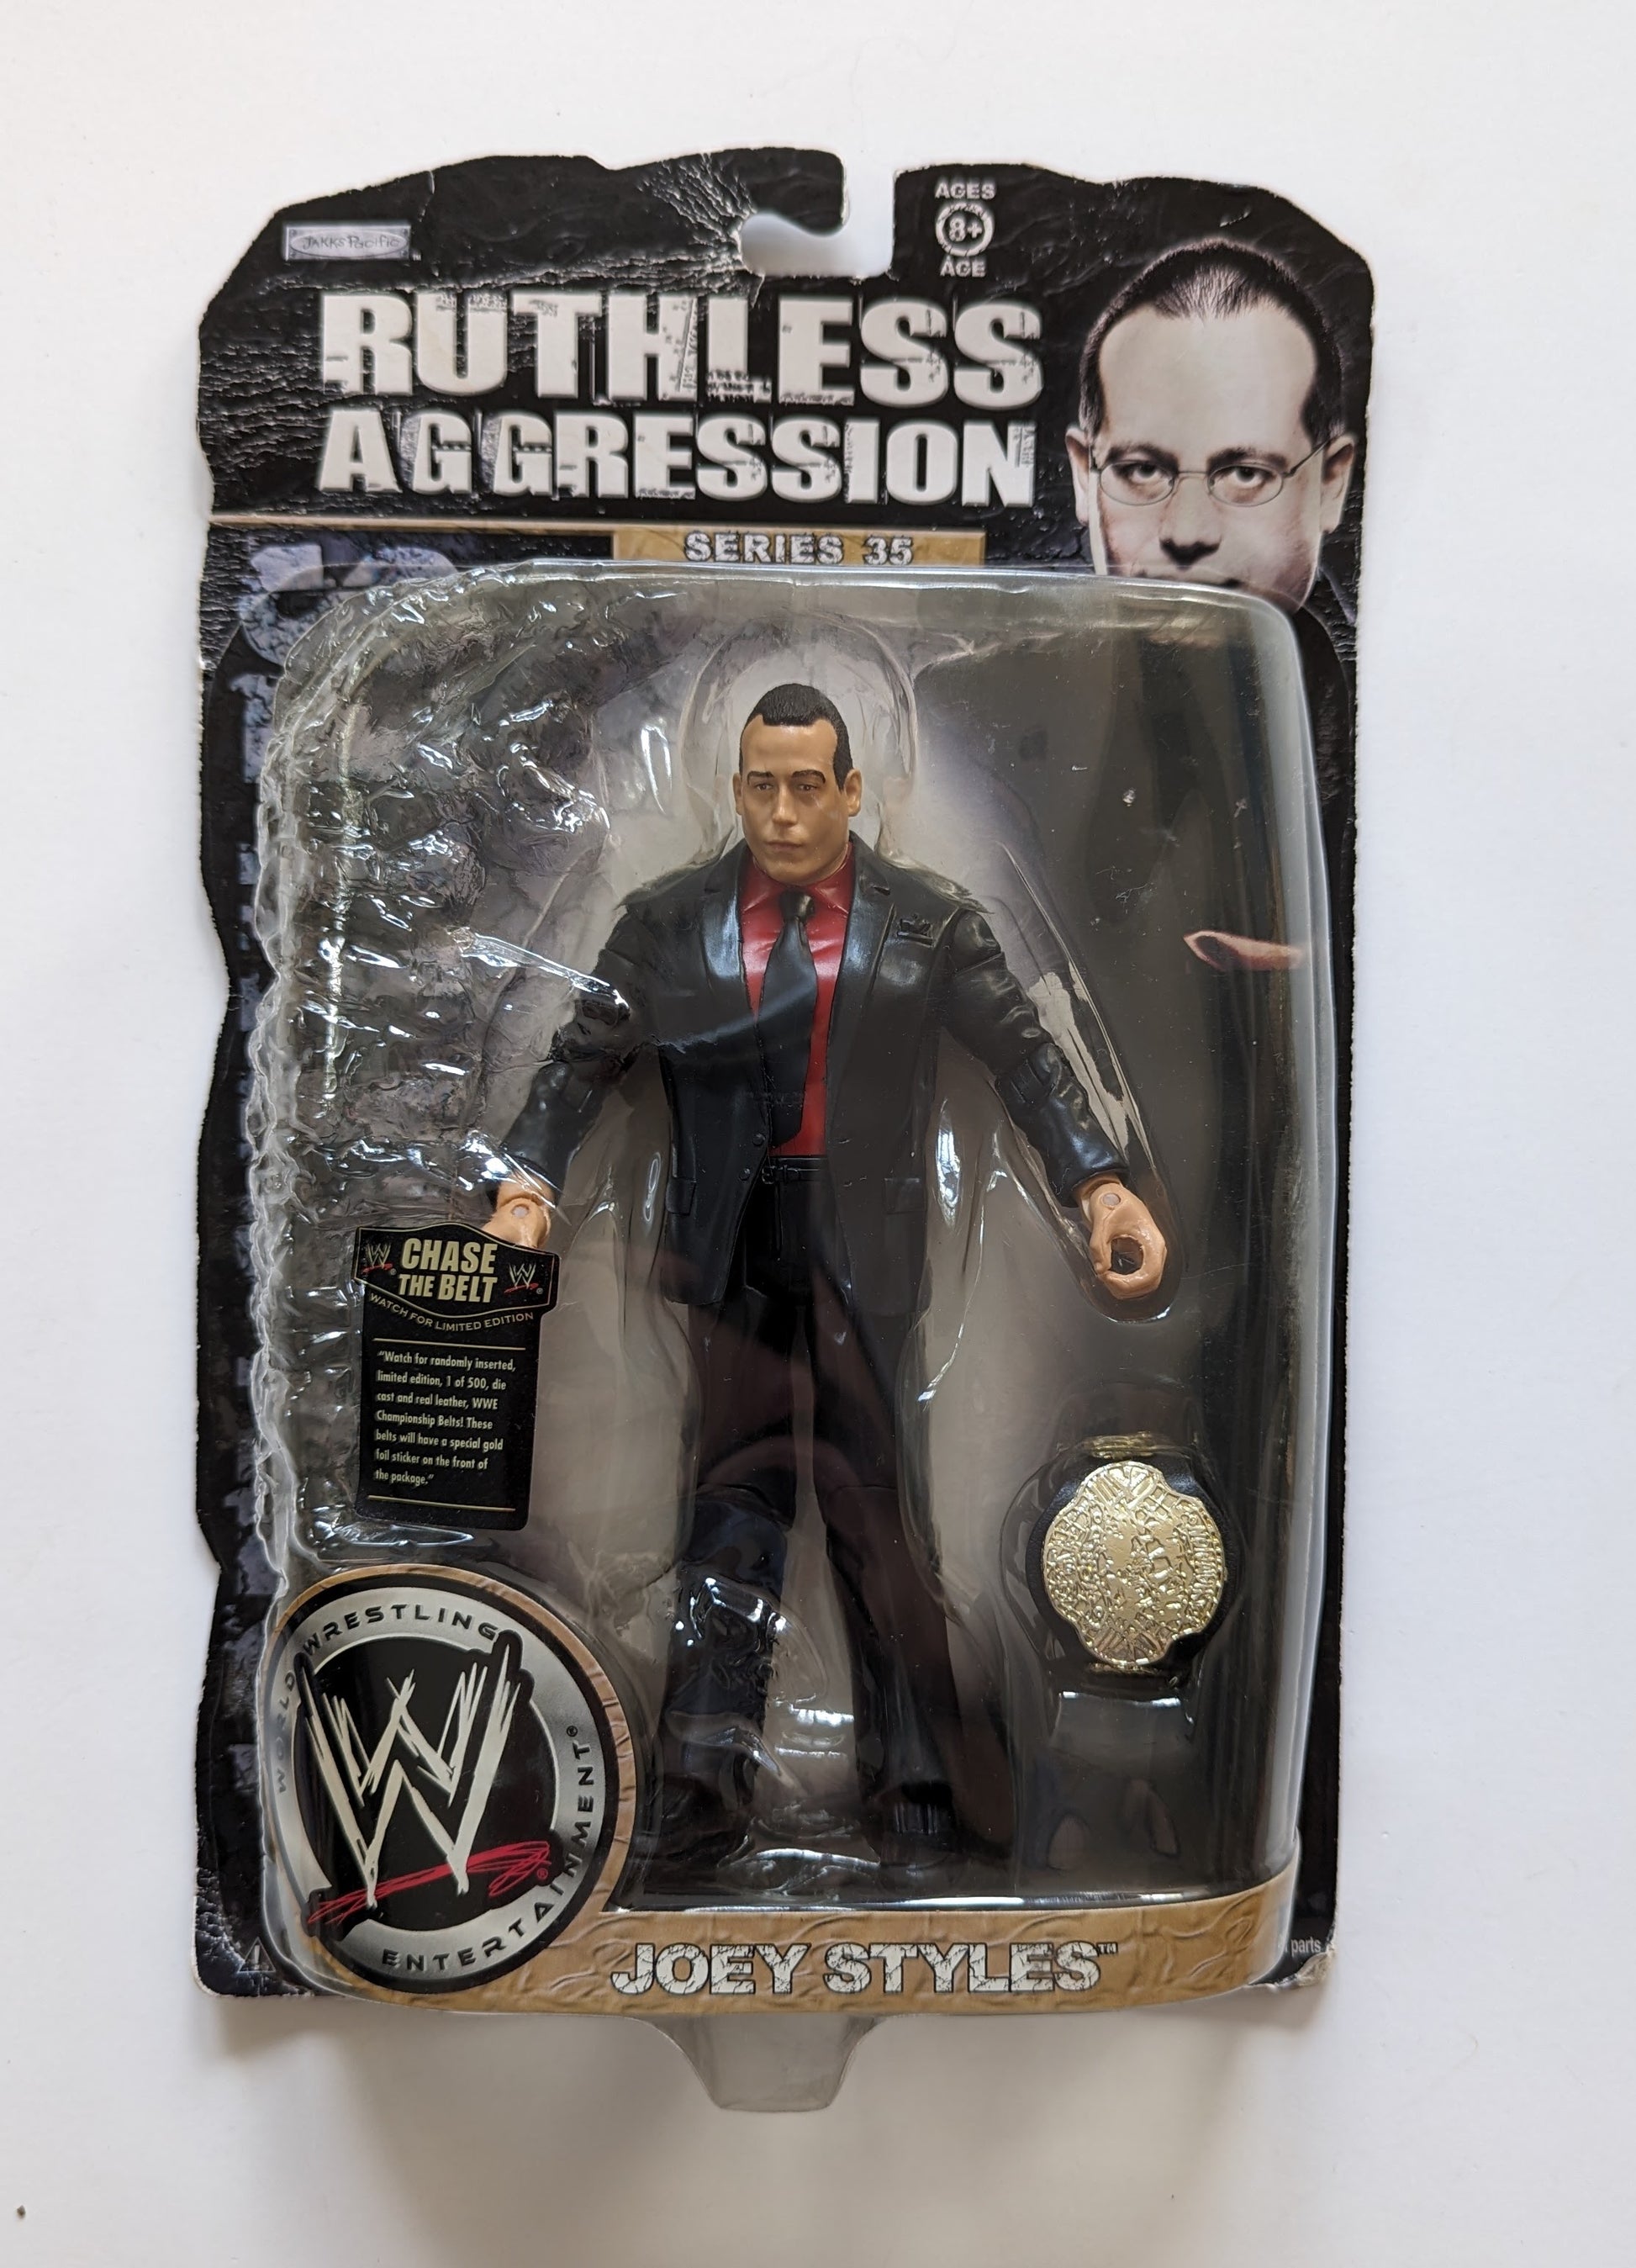 JAKKS Pacific
AGES
8+
AGE
RUTHLESS
AGGRESSION
SERIES 35
CHASE
THE BELT
WATCH FOR LIMITED EDITION
"Watch for randomly inserted,
limited edition, 1 of 500, die
cast and real leather, WWE
Championship Belts! These
belts will have a special gold
foil sticker on the front of
the package."
WORLD WRESTLING
W
ENTERTAINMENT®
JOEY STYLES™
parts